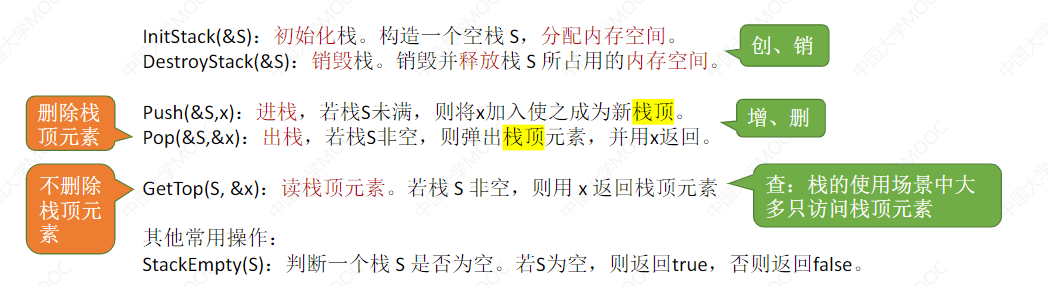 InitStack(&S)：初始化栈。构造一个空栈 S，分配内存空间。
DestroyStack(&S)：销毁栈。销毁并释放栈 S 所占用的内存空间。
创、销
删除栈
顶元素
Push(&S,x)：进栈，若栈S未满，则将x加入使之成为新栈顶。
Pop(&S,&x)：出栈，若栈S非空，则弹出栈顶元素，并用x返回。
增、删
不删除
栈顶元
素
GetTop(S, &x)：读栈顶元素。若栈 S 非空，则用 x 返回栈顶元素
查：栈的使用场景中大
多只访问栈顶元素
其他常用操作：
StackEmpty(S)：判断一个栈 S 是否为空。若S为空，则返回true，否则返回false。
中国大学MOOC